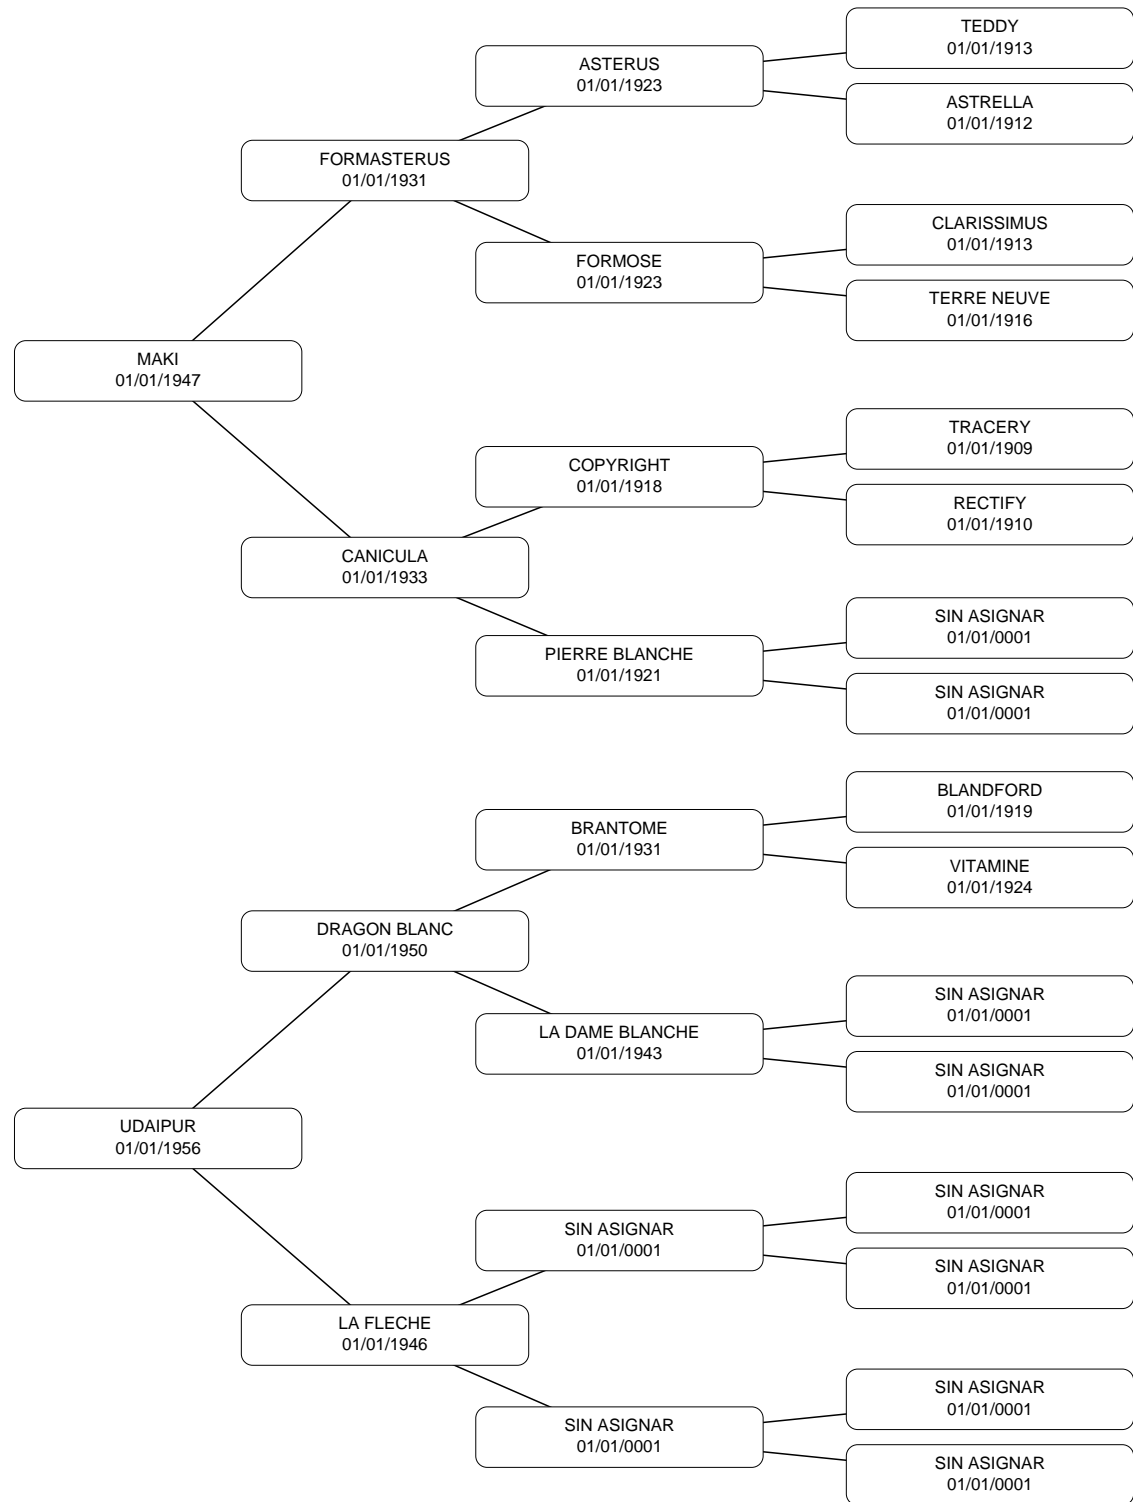 TEDDY
01/01/1913
ASTERUS
01/01/1923
ASTRELLA
01/01/1912
FORMASTERUS
01/01/1931
CLARISSIMUS
01/01/1913
FORMOSE
01/01/1923
TERRE NEUVE
01/01/1916
MAKI
01/01/1947
TRACERY
01/01/1909
COPYRIGHT
01/01/1918
RECTIFY
01/01/1910
CANICULA
01/01/1933
SIN ASIGNAR
01/01/0001
PIERRE BLANCHE
01/01/1921
SIN ASIGNAR
01/01/0001
BLANDFORD
01/01/1919
BRANTOME
01/01/1931
VITAMINE
01/01/1924
DRAGON BLANC
01/01/1950
SIN ASIGNAR
01/01/0001
LA DAME BLANCHE
01/01/1943
SIN ASIGNAR
01/01/0001
UDAIPUR
01/01/1956
SIN ASIGNAR
01/01/0001
SIN ASIGNAR
01/01/0001
SIN ASIGNAR
01/01/0001
LA FLECHE
01/01/1946
SIN ASIGNAR
01/01/0001
SIN ASIGNAR
01/01/0001
SIN ASIGNAR
01/01/0001